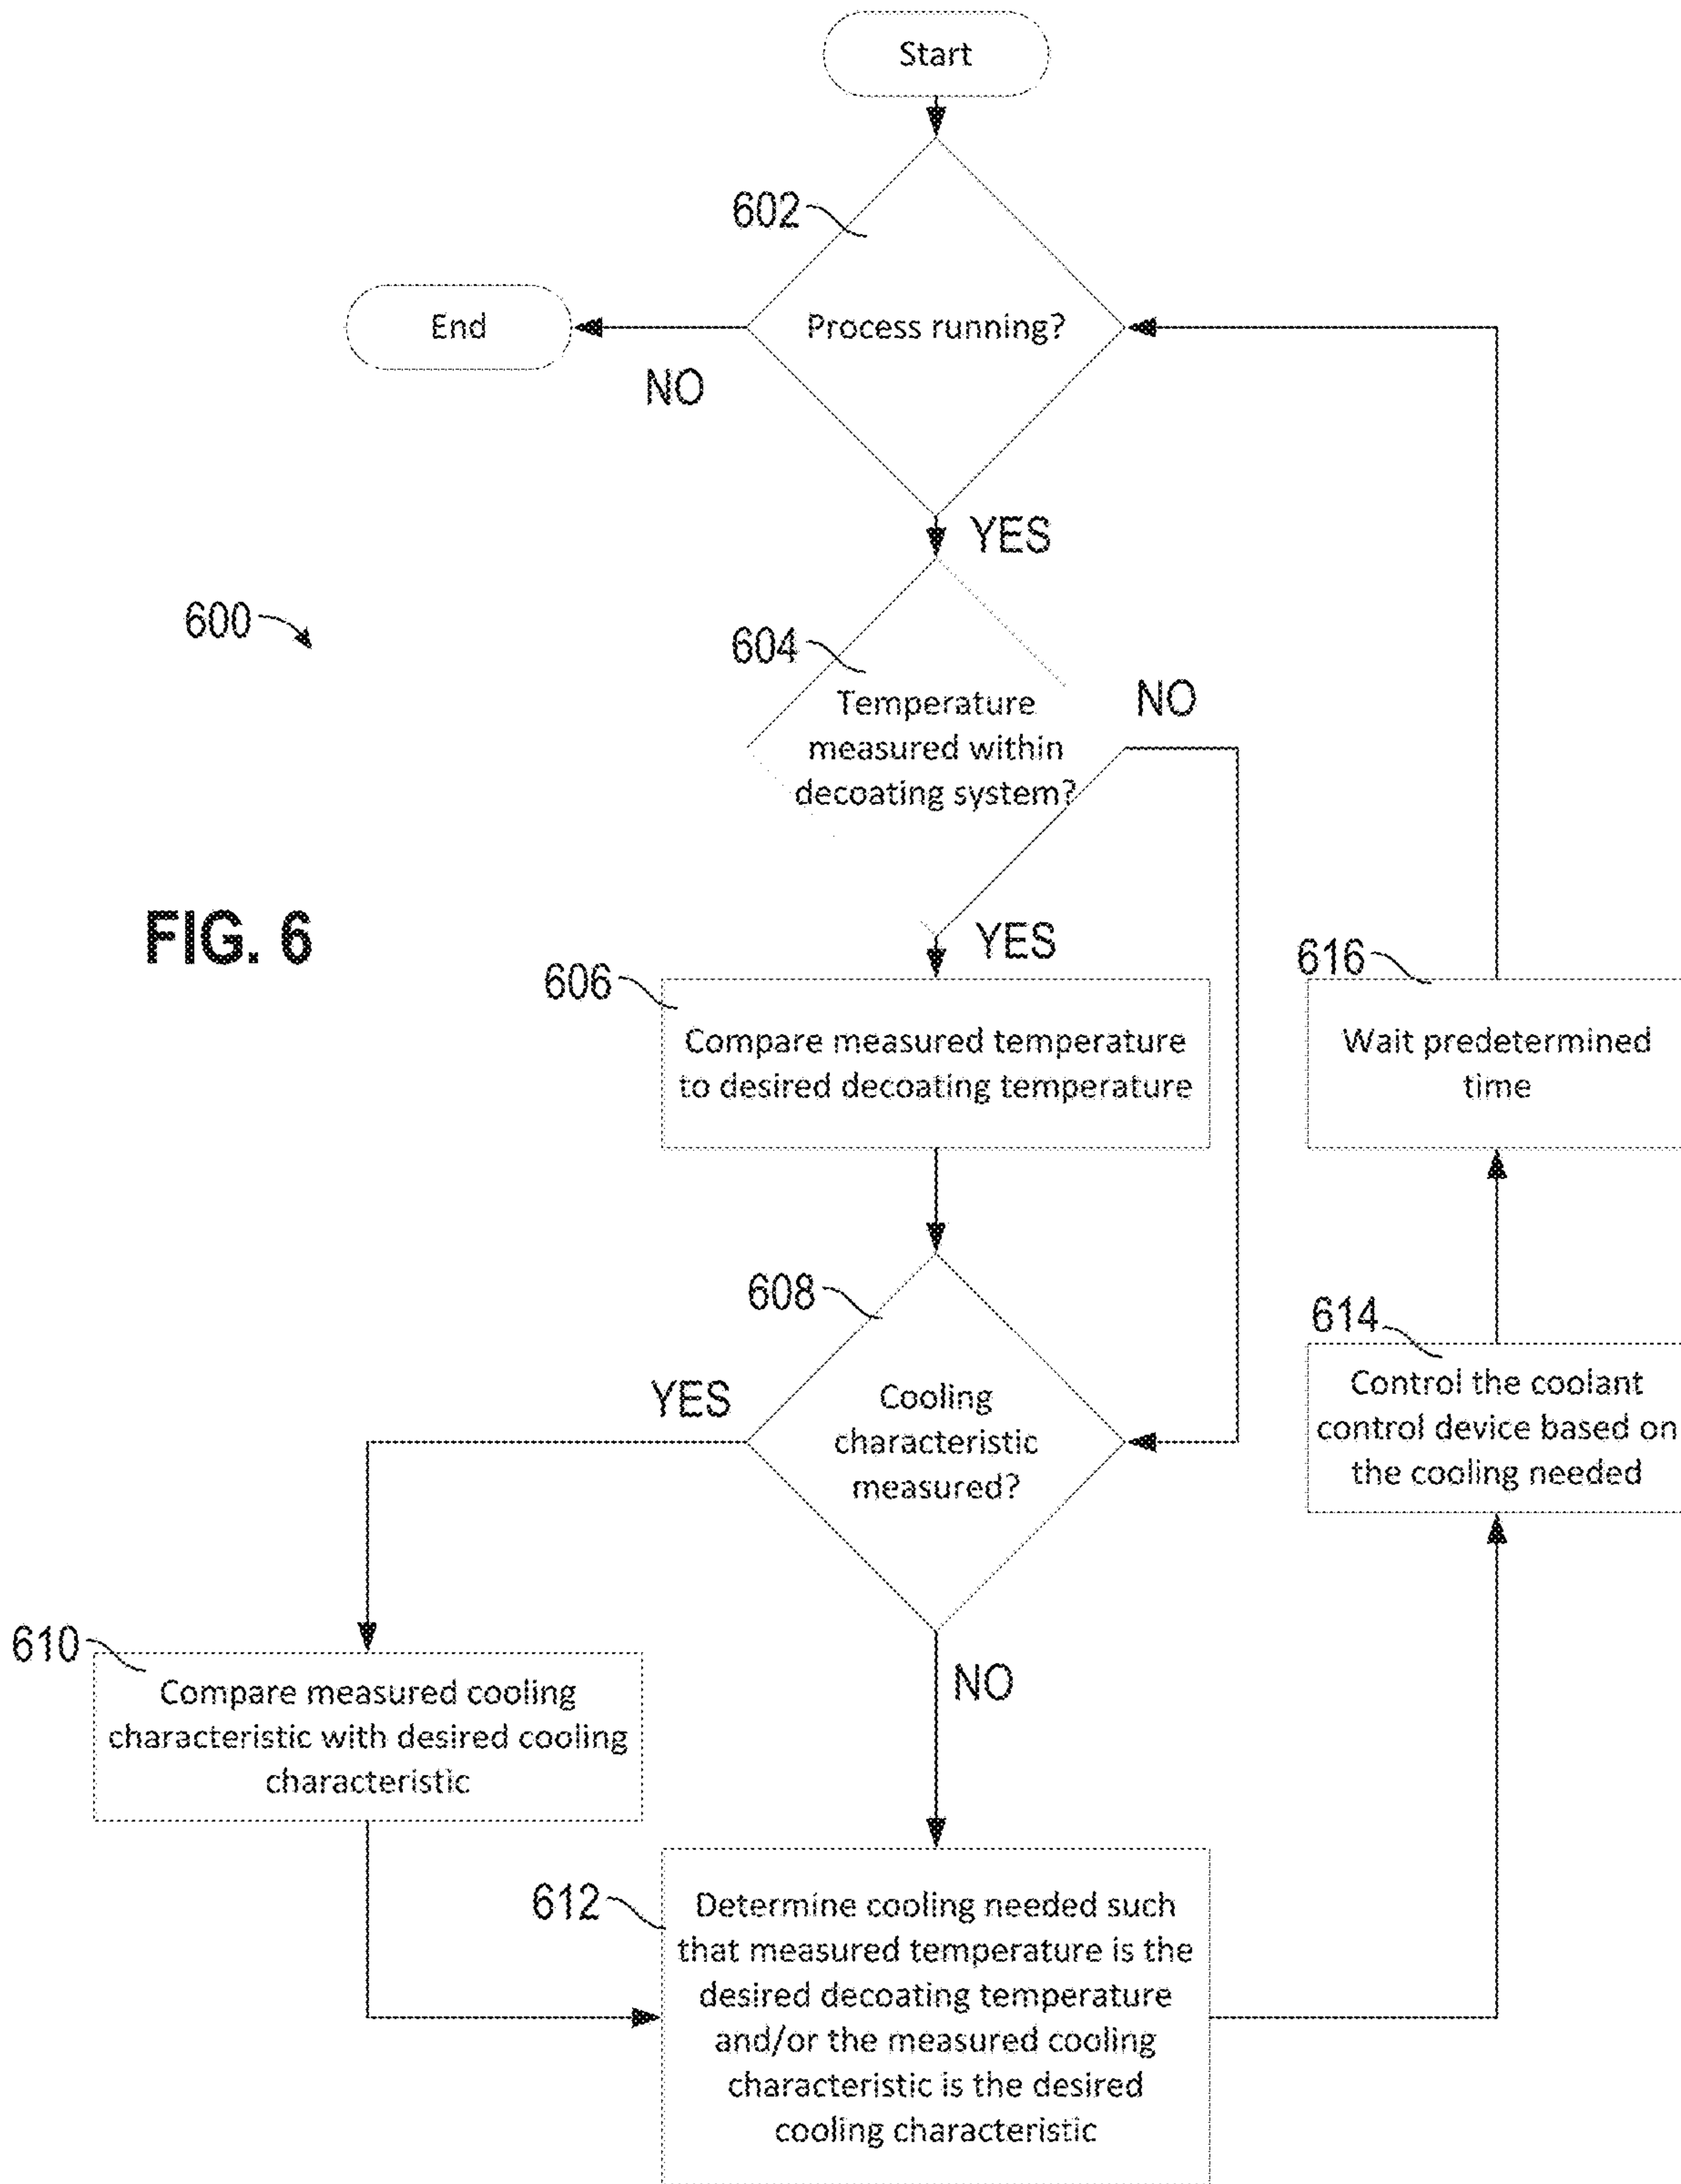 Start
602
Process running?
End
NO
YES
600
604
Temperature
measured within
decoating system?
NO
FIG. 6
YES
606
Compare measured temperature
to desired decoating temperature
616
Wait predetermined
time
608
Cooling
characteristic
measured?
YES
614
Control the coolant
control device based on
the cooling needed
610
Compare measured cooling
characteristic with desired cooling
characteristic
NO
612
Determine cooling needed such
that measured temperature is the
desired decoating temperature
and/or the measured cooling
characteristic is the desired
cooling characteristic